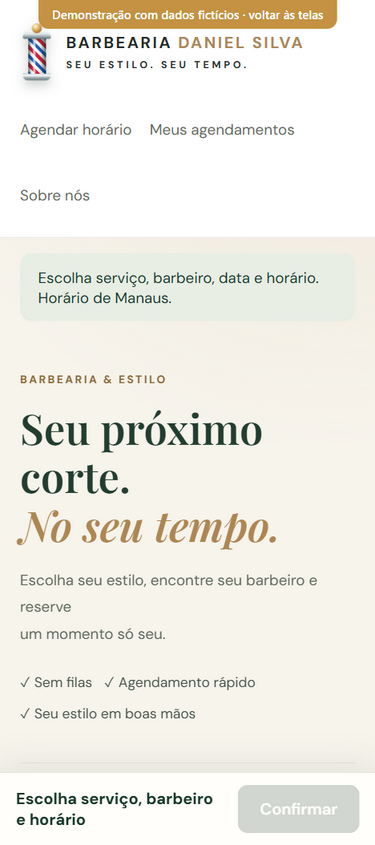 Demonstração com dados fictícios · voltar às telas
BARBEARIA DANIEL SILVA
SEU ESTILO. SEU TEMPO.
Agendar horário Meus agendamentos
Sobre nós
Escolha serviço, barbeiro, data e horário.
Horário de Manaus.
BARBEARIA & ESTILO
Seu próximo
corte.
No seu tempo.
Escolha seu estilo, encontre seu barbeiro e
reserve
um momento só seu.
✓ Sem filas ✓ Agendamento rápido
✓ Seu estilo em boas mãos
Escolha serviço, barbeiro
e horário
Confirmar